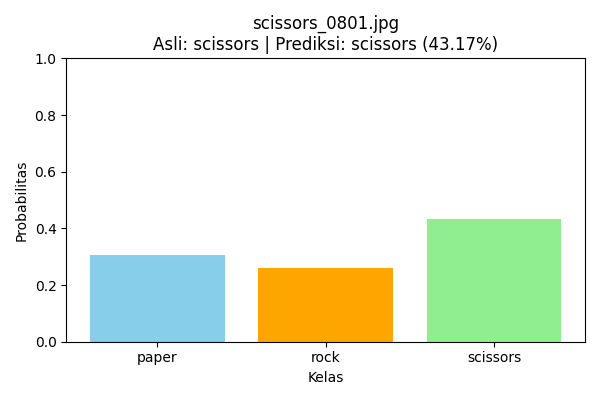 scissors_0801.jpg
Asli: scissors | Prediksi: scissors (43.17%)
Probabilitas
1.0
0.8
0.6
0.4
0.2
0.0
paper rock scissors
Kelas